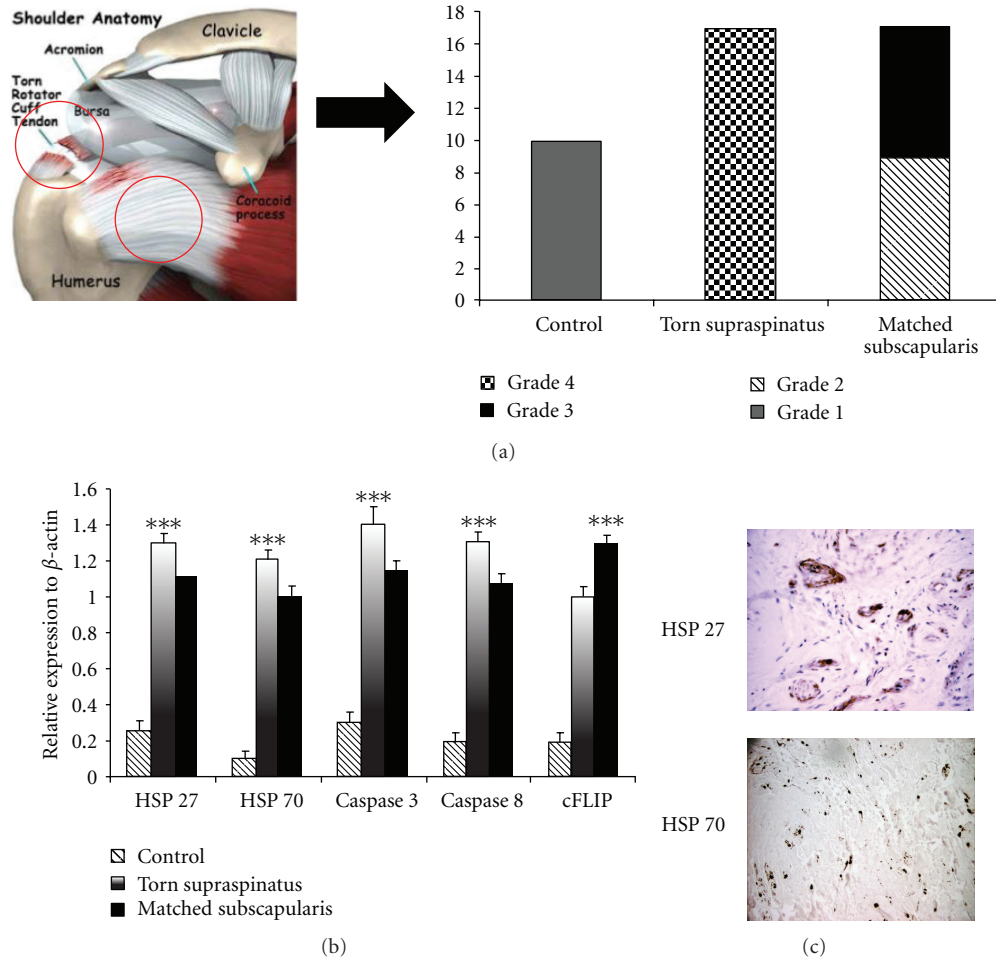 Shoulder Anatomy
Clavicle
Acromion
Torn
Rotator
Cuff
Tendon
Bursa
Coracoid
process
Humerus
18
16
14
12
10
8
6
4
2
0
Control
Torn supraspinatus
Matched
subscapularis
Grade 4
Grade 2
Grade 3
Grade 1
(a)
Relative expression to β-actin
1.6
1.4
1.2
1
0.8
0.6
0.4
0.2
0
***
***
***
***
***
HSP 27
HSP 70
Caspase 3
Caspase 8
cFLIP
Control
Torn supraspinatus
Matched subscapularis
(b)
HSP 27
HSP 70
(c)